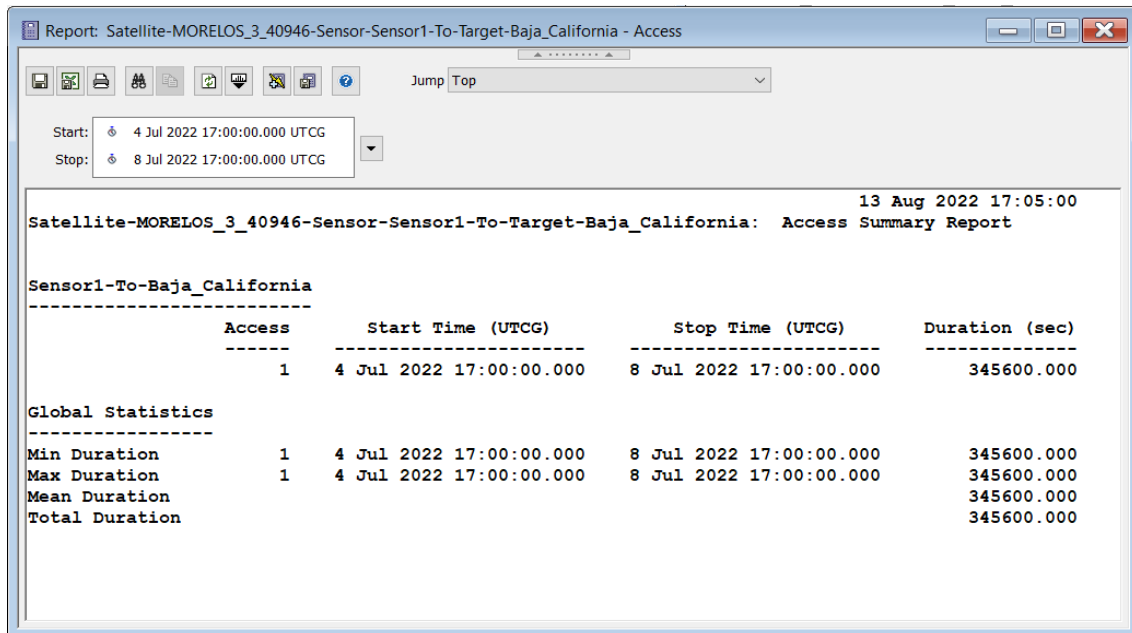 Report: Satellite-MORELOS_3_40946-Sensor-Sensor1-To-Target-Baja_California - Access
Jump Top
Start: 4 Jul 2022 17:00:00.000 UTCG
Stop: 8 Jul 2022 17:00:00.000 UTCG
13 Aug 2022 17:05:00
Satellite-MORELOS_3_40946-Sensor-Sensor1-To-Target-Baja_California: Access Summary Report
Sensor1-To-Baja_California
--------------------------
Access Start Time (UTCG) Stop Time (UTCG) Duration (sec)
------ ------------------------ ------------------------ --------------
1 4 Jul 2022 17:00:00.000 8 Jul 2022 17:00:00.000 345600.000
Global Statistics
-----------------
Min Duration 1 4 Jul 2022 17:00:00.000 8 Jul 2022 17:00:00.000 345600.000
Max Duration 1 4 Jul 2022 17:00:00.000 8 Jul 2022 17:00:00.000 345600.000
Mean Duration 345600.000
Total Duration 345600.000